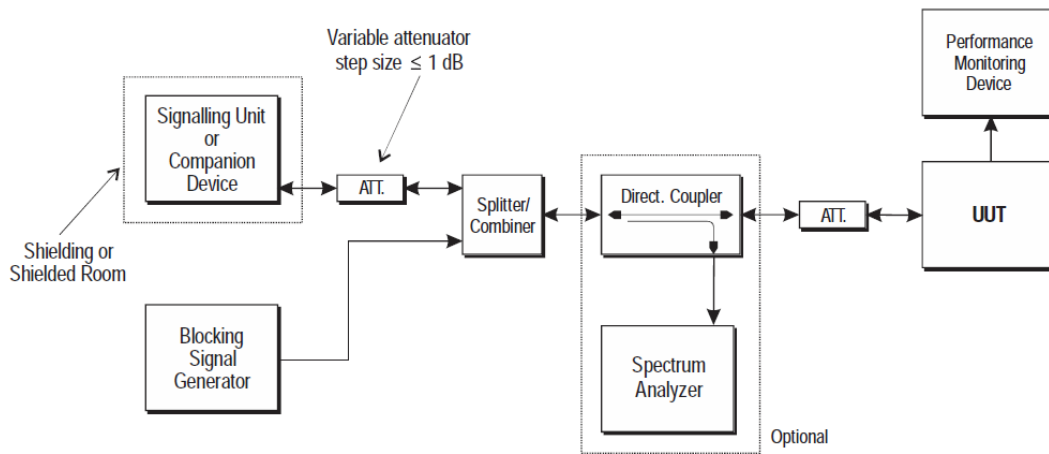 Variable attenuator
step size ≤ 1 dB
Performance
Monitoring
Device
Signalling Unit
or
Companion
Device
ATT.
Splitter/
Combiner
Direct. Coupler
ATT.
UUT
Shielding or
Shielded Room
Blocking
Signal
Generator
Spectrum
Analyzer
Optional